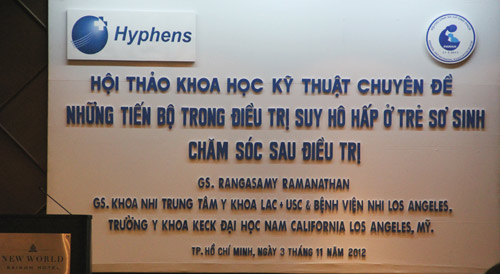 Hyphens
HỘI THẢO KHOA HỌC KỸ THUẬT CHUYÊN ĐỀ
NHỮNG TIẾN BỘ TRONG ĐIỀU TRỊ SUY HÔ HẤP Ở TRẺ SƠ SINH
CHĂM SÓC SAU ĐIỀU TRỊ
GS. RANGASAMY RAMANATHAN
GS. KHOA NHI TRUNG TÂM Y KHOA LAC + USC & BỆNH VIỆN NHI LOS ANGELES.
TRƯỜNG Y KHOA KECK ĐẠI HỌC NAM CALIFORNIA LOS ANGELES, MỸ.
TP. HỒ CHÍ MINH, NGÀY 3 THÁNG 11 NĂM 2012
NEW WORLD
SAIGON HOTEL